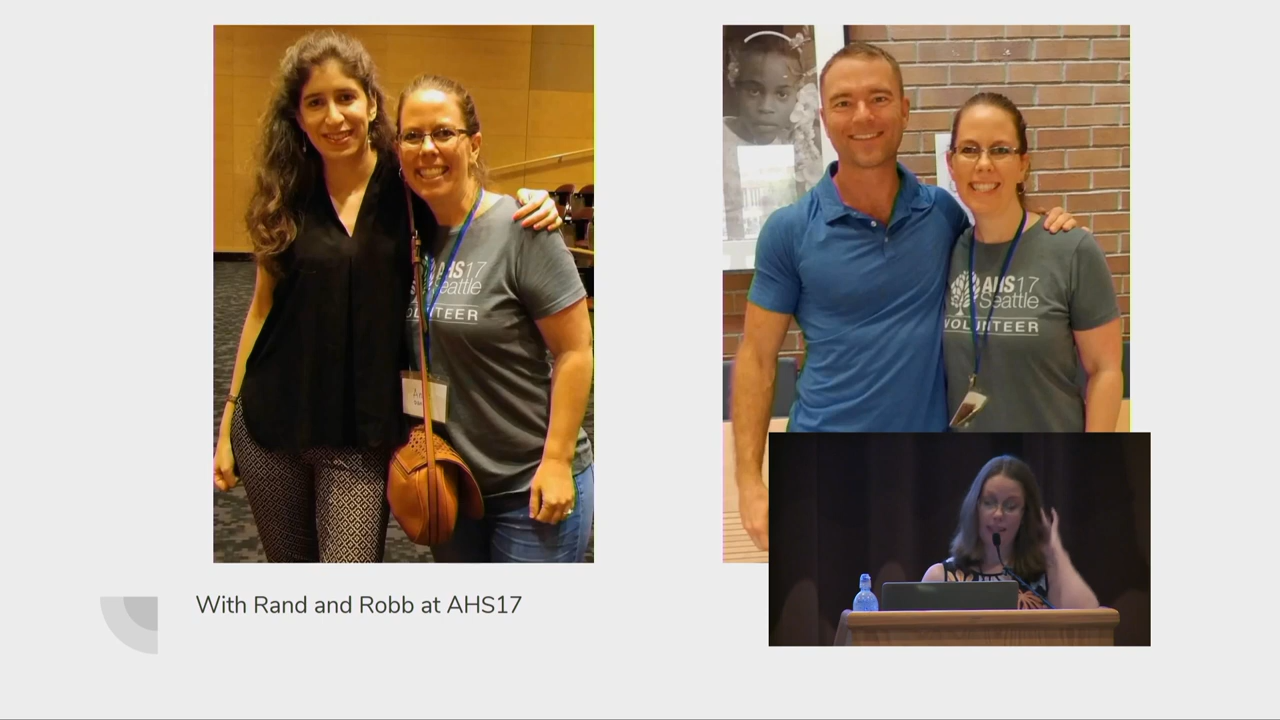 AHS17
Seattle
VOLUNTEER
AHS17
Seattle
VOLUNTEER
With Rand and Robb at AHS17